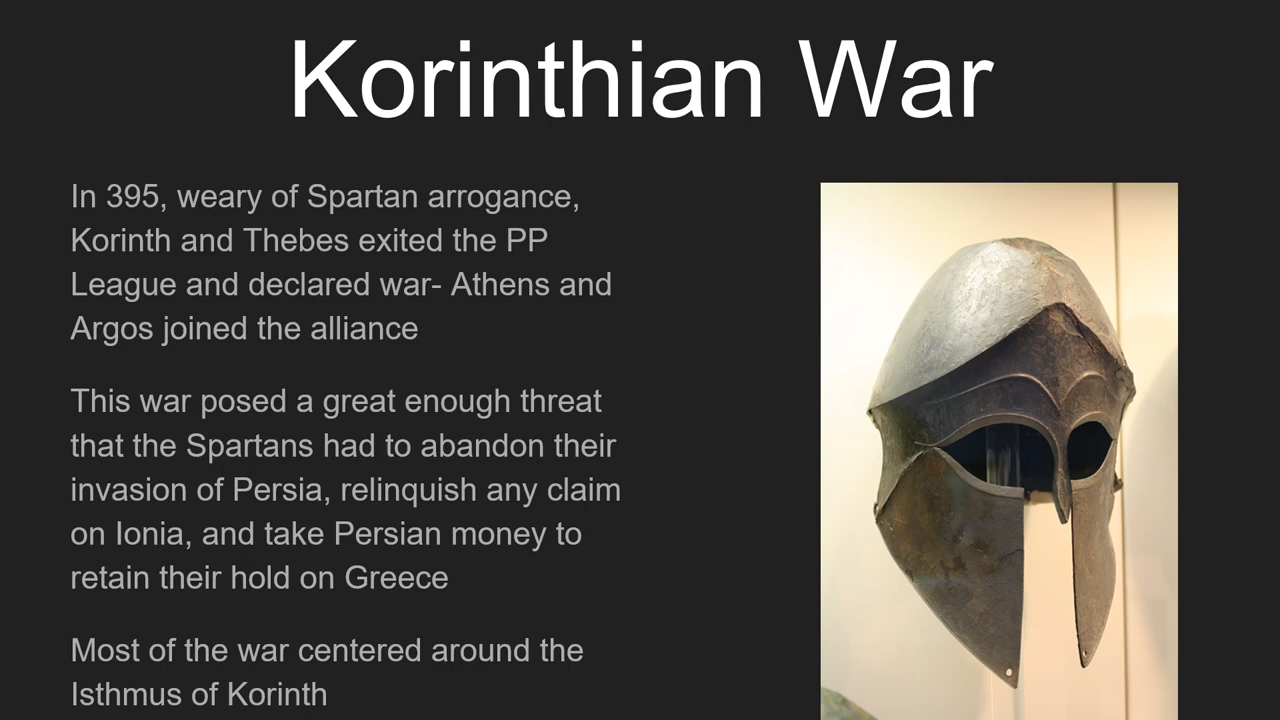 Korinthian War
In 395, weary of Spartan arrogance,
Korinth and Thebes exited the PP
League and declared war- Athens and
Argos joined the alliance
This war posed a great enough threat
that the Spartans had to abandon their
invasion of Persia, relinquish any claim
on Ionia, and take Persian money to
retain their hold on Greece
Most of the war centered around the
Isthmus of Korinth